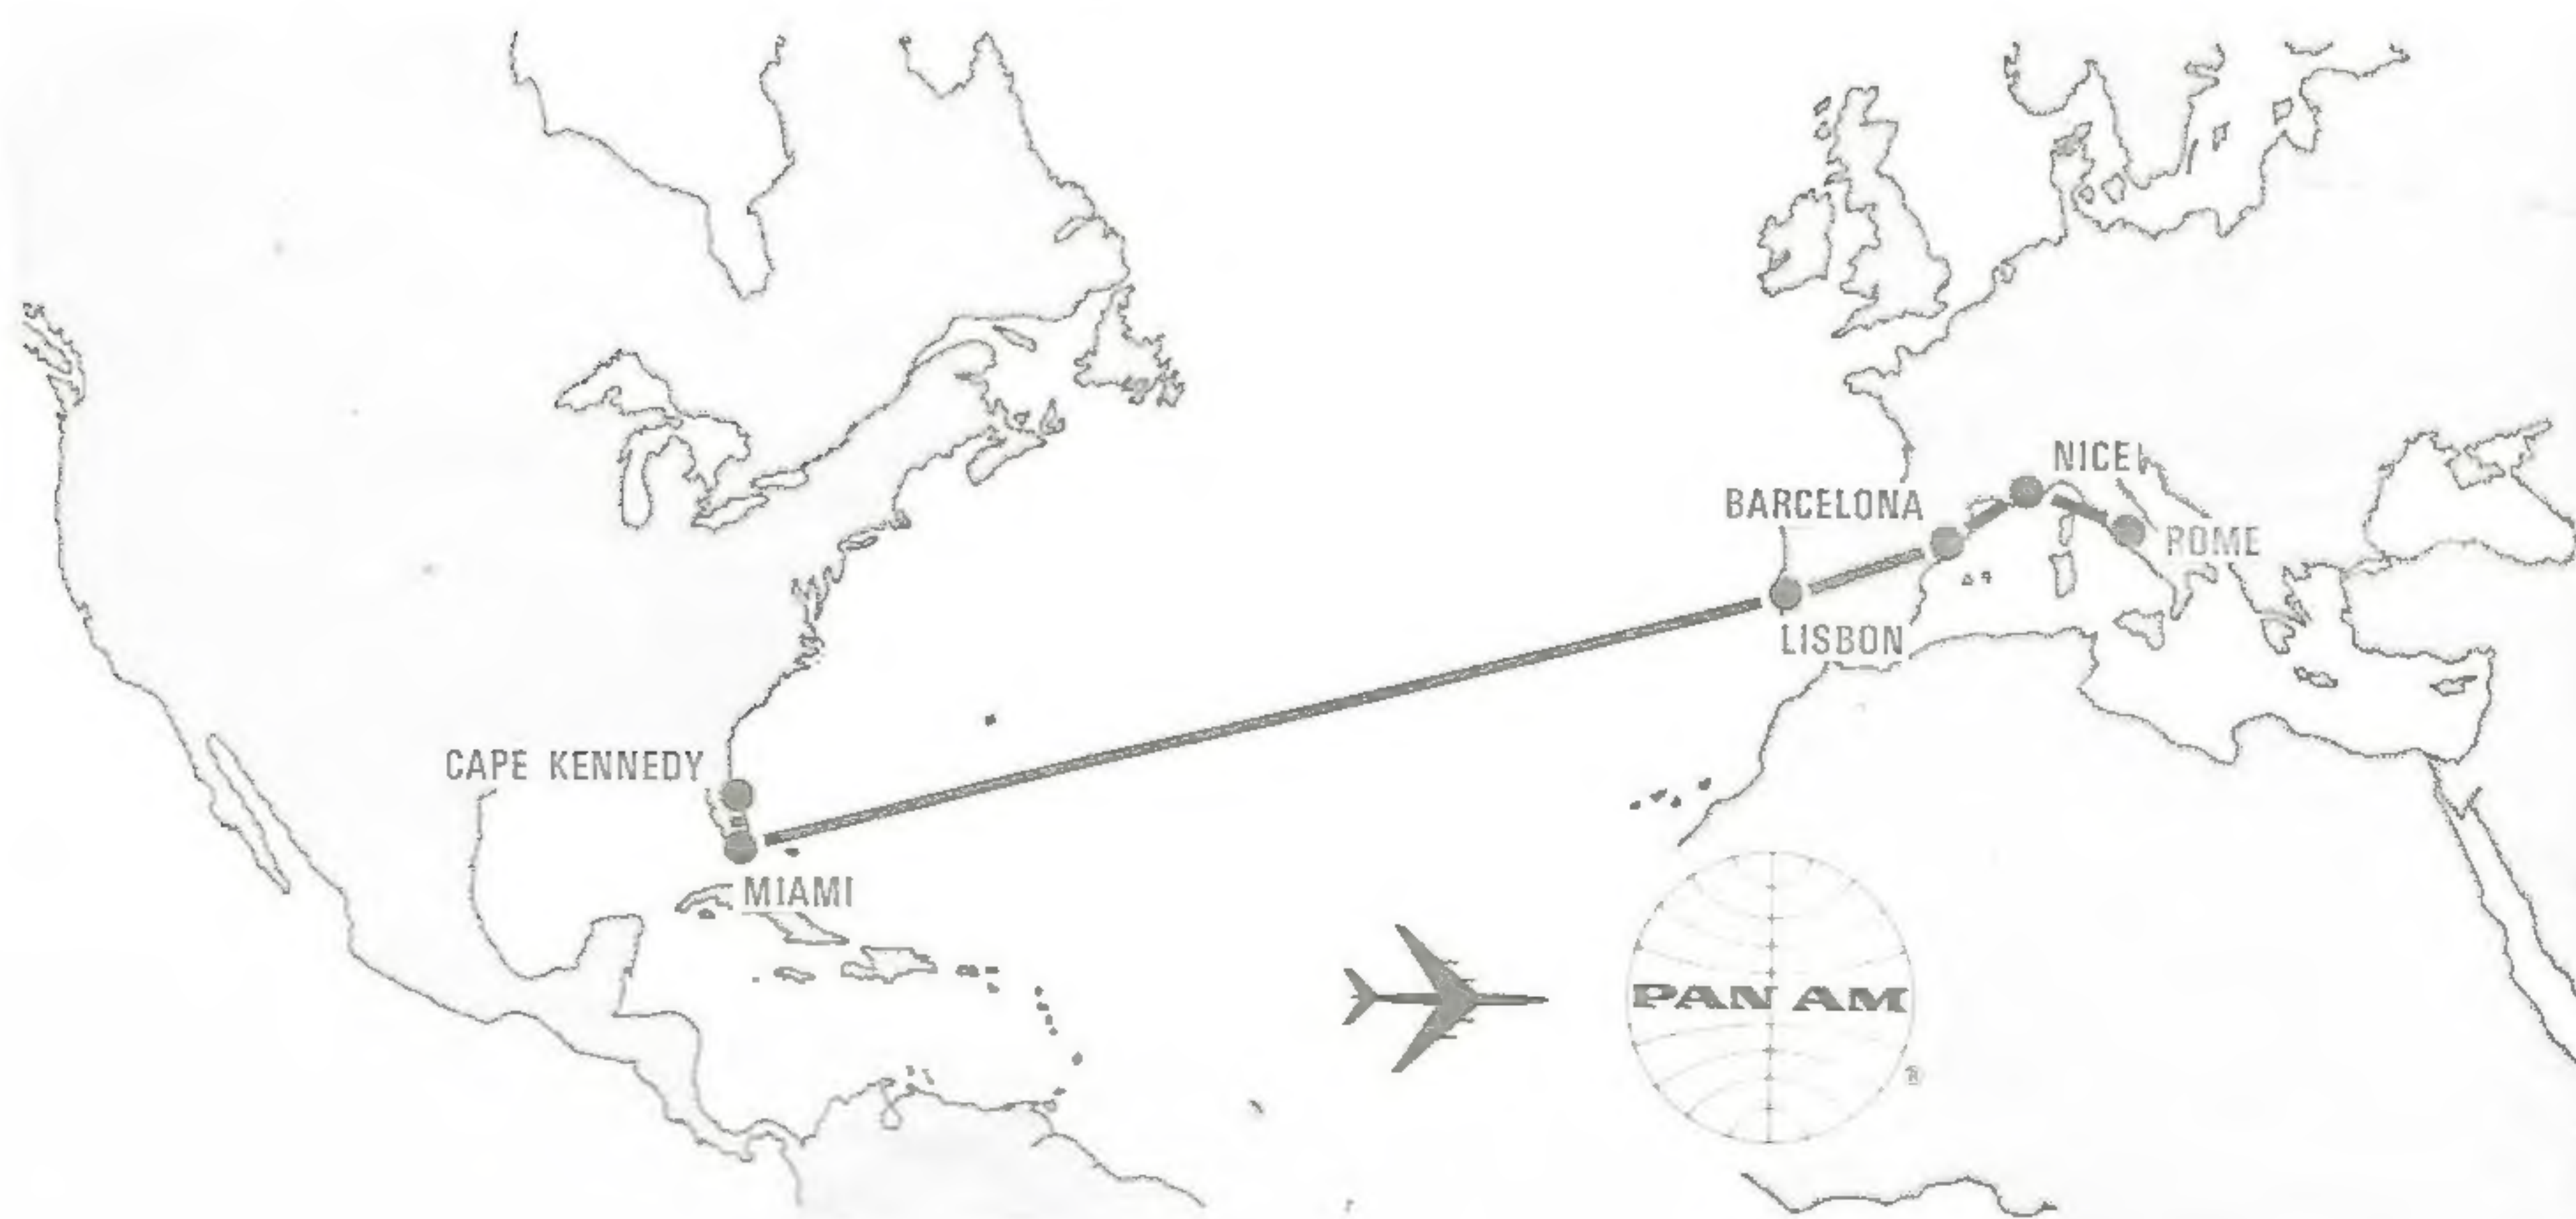 NICE
BARCELONA
ROME
LISBON
CAPE KENNEDY
MIAMI
PAN AM
®